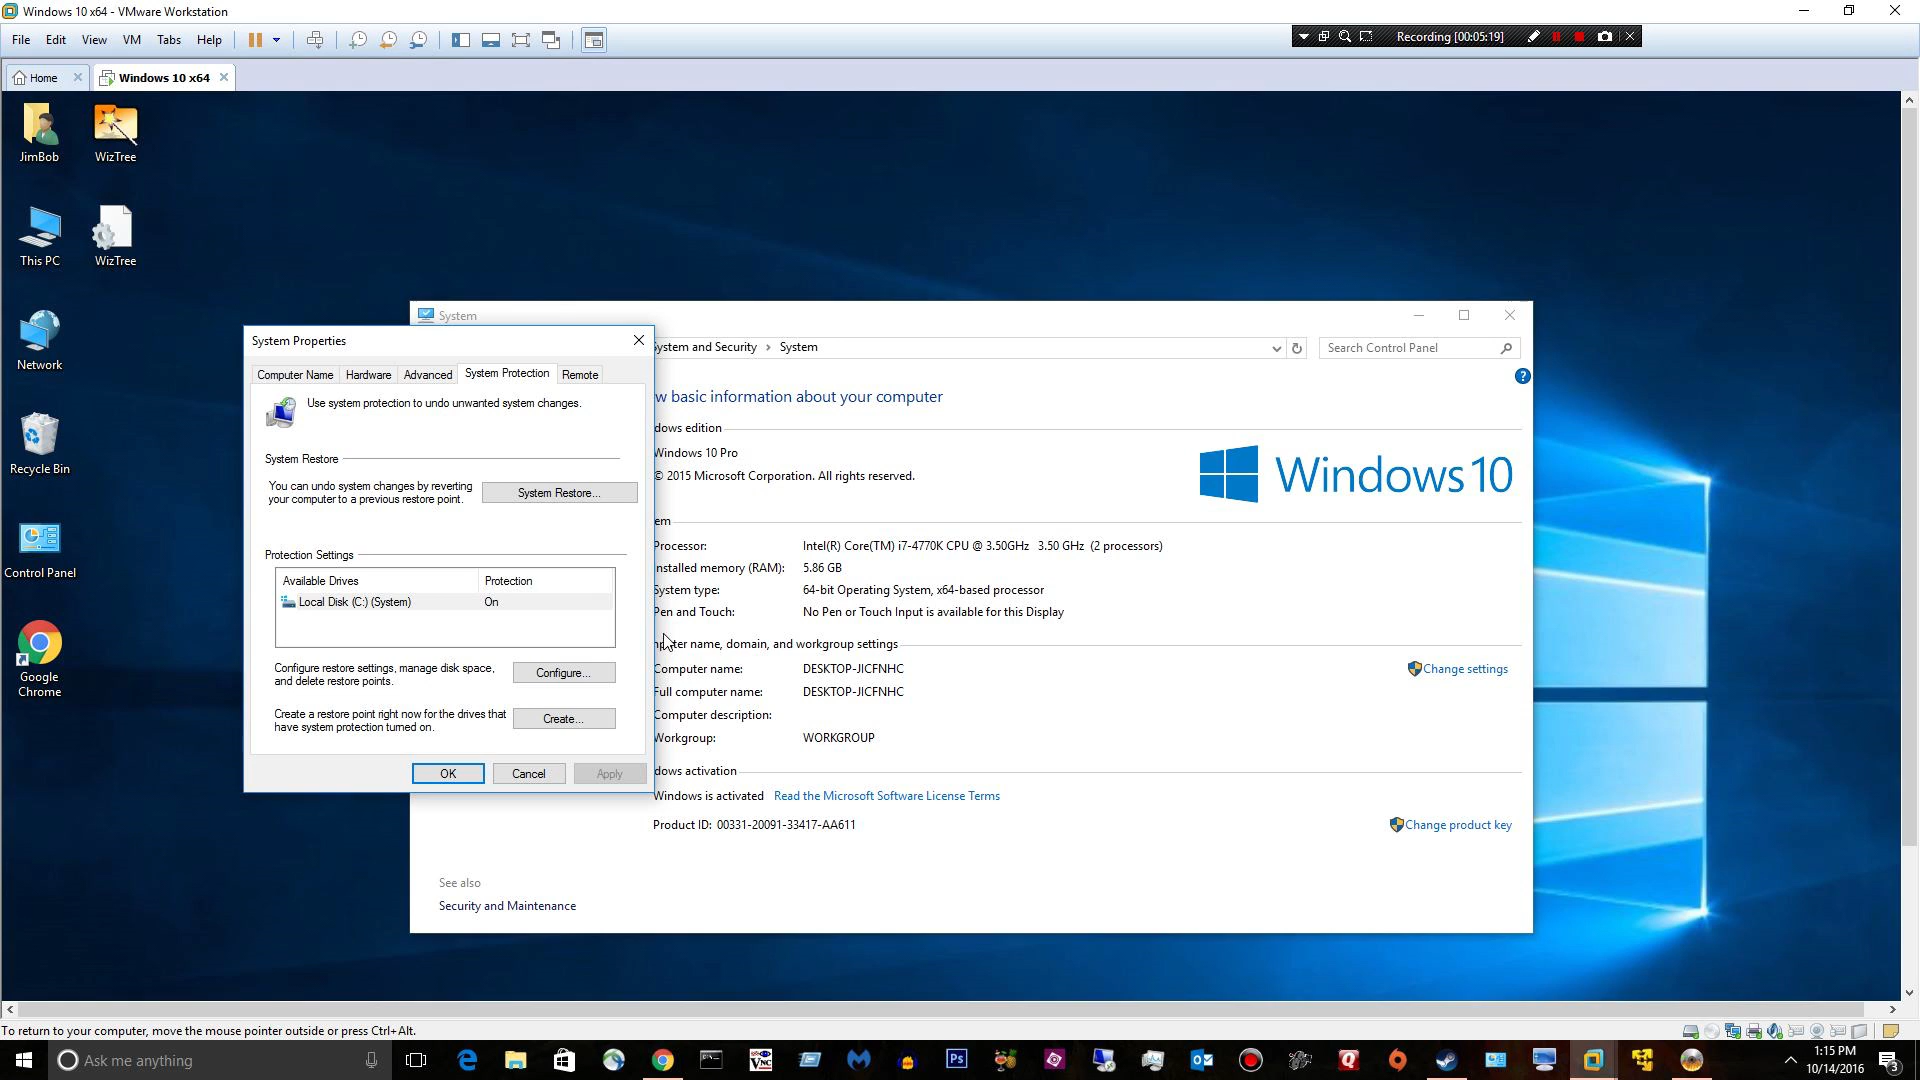 Windows 10 x64 - VMware Workstation
File Edit View VM Tabs Help
Recording [00:05:19]
Home
Windows 10 x64
JimBob
WizTree
This PC
WizTree
Network
Recycle Bin
Control Panel
Google
Chrome
System
System and Security > System
Search Control Panel
w basic information about your computer
dows edition
Windows 10 Pro
© 2015 Microsoft Corporation. All rights reserved.
Windows 10
em
Processor: Intel(R) Core(TM) i7-4770K CPU @ 3.50GHz 3.50 GHz (2 processors)
nstalled memory (RAM): 5.86 GB
System type: 64-bit Operating System, x64-based processor
Pen and Touch: No Pen or Touch Input is available for this Display
mputer name, domain, and workgroup settings
Computer name: DESKTOP-JICFNHC
Change settings
Full computer name: DESKTOP-JICFNHC
Computer description:
Workgroup: WORKGROUP
dows activation
Windows is activated Read the Microsoft Software License Terms
Product ID: 00331-20091-33417-AA611
Change product key
See also
Security and Maintenance
System Properties
Computer Name Hardware Advanced System Protection Remote
Use system protection to undo unwanted system changes.
System Restore
You can undo system changes by reverting
your computer to a previous restore point.
System Restore...
Protection Settings
Available Drives Protection
Local Disk (C:) (System) On
Configure restore settings, manage disk space,
and delete restore points.
Configure...
Create a restore point right now for the drives that
have system protection turned on.
Create...
OK Cancel Apply
To return to your computer, move the mouse pointer outside or press Ctrl+Alt.
Ask me anything
Ps
1:15 PM
10/14/2016
3